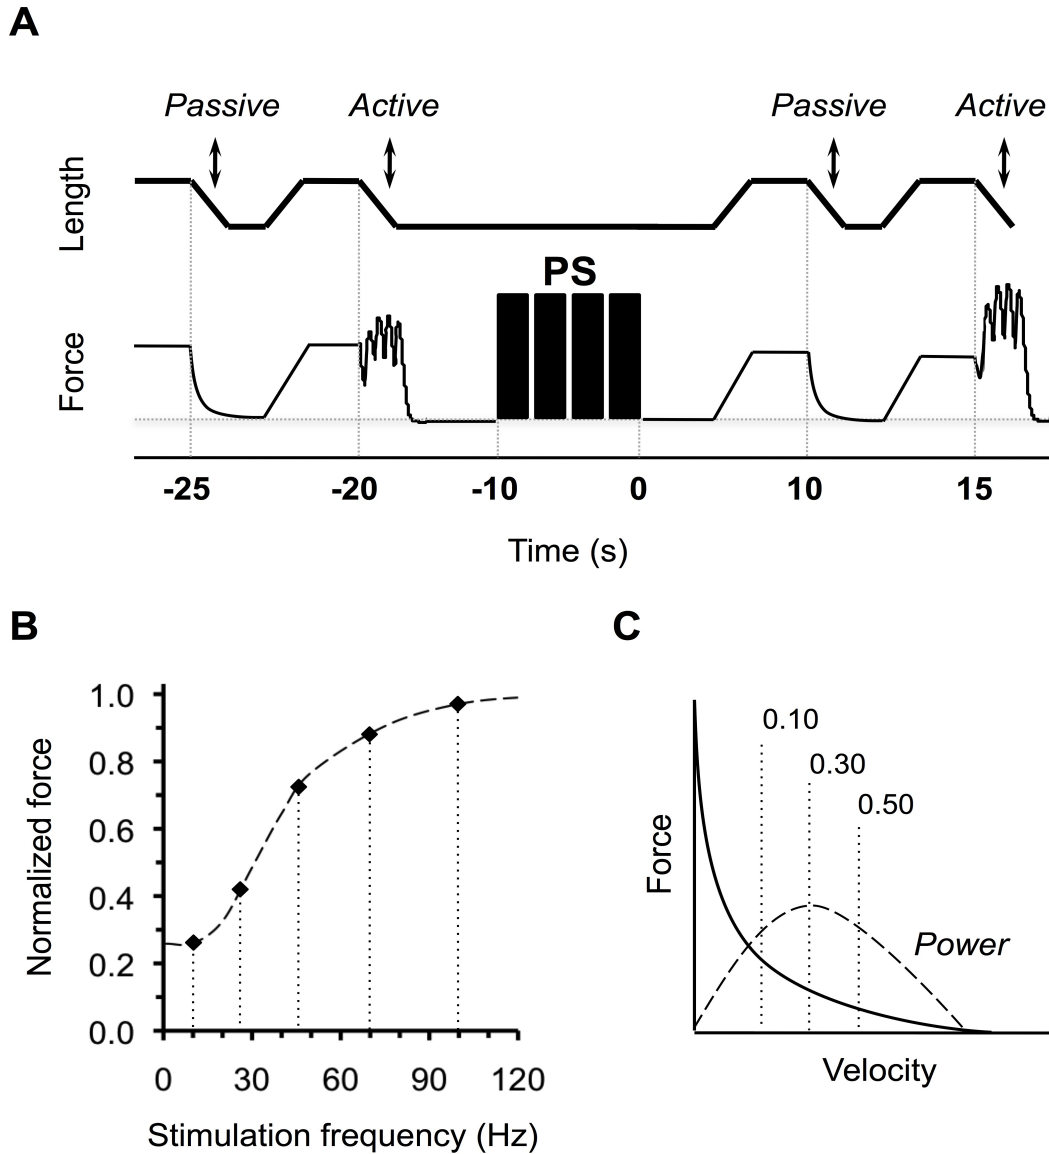 A
Passive
Active
Passive
Active
Length
PS
Force
-25
-20
-10
0
10
15
Time (s)
B
C
1.0
0.8
0.6
0.4
0.2
0.0
Normalized force
0
30
60
90
120
Stimulation frequency (Hz)
0.10
0.30
0.50
Force
Power
Velocity